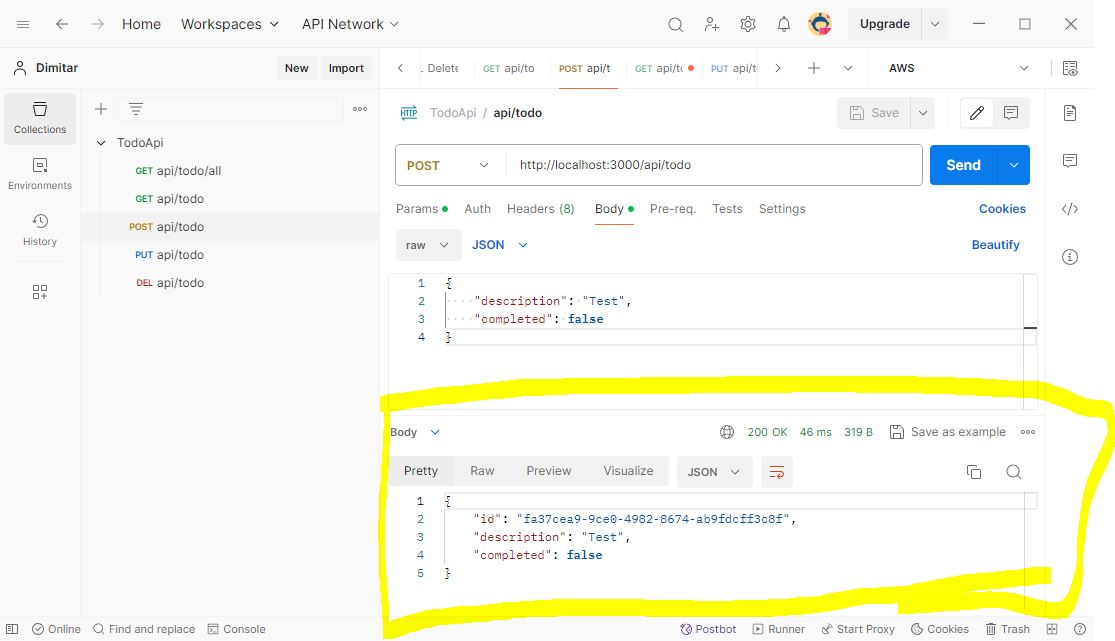 Home Workspaces API Network Upgrade
Dimitar New Import
Delete GET api/to POST api/t GET api/to PUT api/t AWS
Collections
Environments
History
TodoApi
GET api/todo/all
GET api/todo
POST api/todo
PUT api/todo
DEL api/todo
HTTP TodoApi / api/todo Save
POST http://localhost:3000/api/todo Send
Params Auth Headers (8) Body Pre-req. Tests Settings Cookies
raw JSON Beautify
1 {
2 "description": "Test",
3 "completed": false
4 }
Body 200 OK 46 ms 319 B Save as example
Pretty Raw Preview Visualize JSON
1 {
2 "id": "fa37cea9-9ce0-4982-8674-ab9fdcff3c8f",
3 "description": "Test",
4 "completed": false
5 }
Online Find and replace Console Postbot Runner Start Proxy Cookies Trash